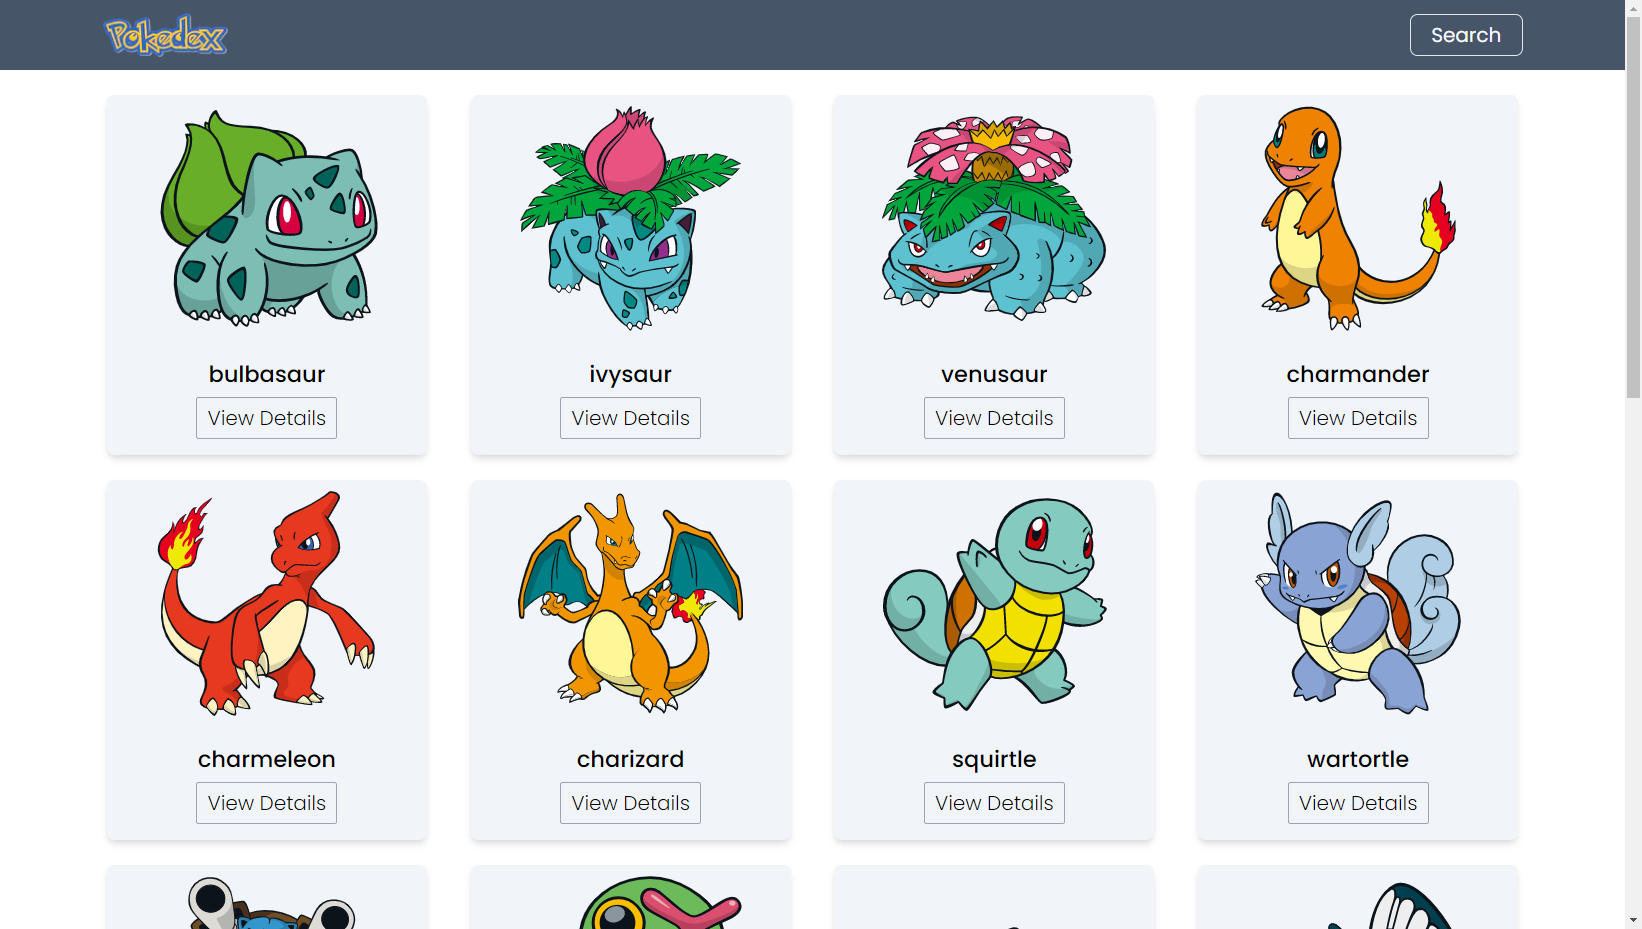 Pokedex
Search
bulbasaur
ivysaur
venusaur
charmander
View Details
View Details
View Details
View Details
charmeleon
charizard
squirtle
wartortle
View Details
View Details
View Details
View Details